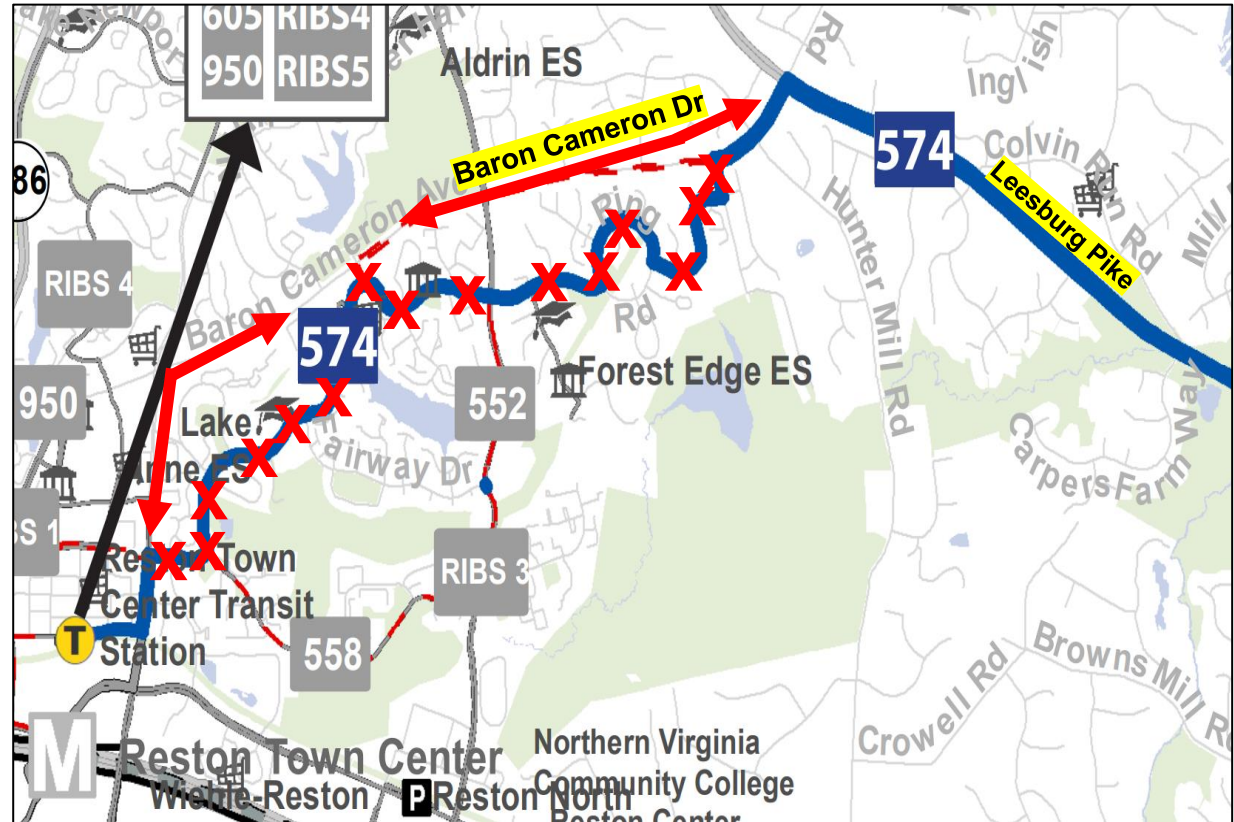 605 RIBS4
950 RIBS5
Aldrin ES
Rd
Baron Cameron Dr
574
Leesburg Pike
Colvin Run Rd
Mill
86
RIBS 4
Baron Cameron Ave
Ring
Rd
Hunter Mill Rd
574
950
Lake
Anne ES
Fairway Dr
552
Forest Edge ES
Carpers Farm Way
Reston Town
Center Transit
Station
T
RIBS 3
558
Crowell Rd
Browns Mill Rd
M
Reston Town Center
Wiehle-Reston
P
Reston North
Northern Virginia
Community College
Reston Center